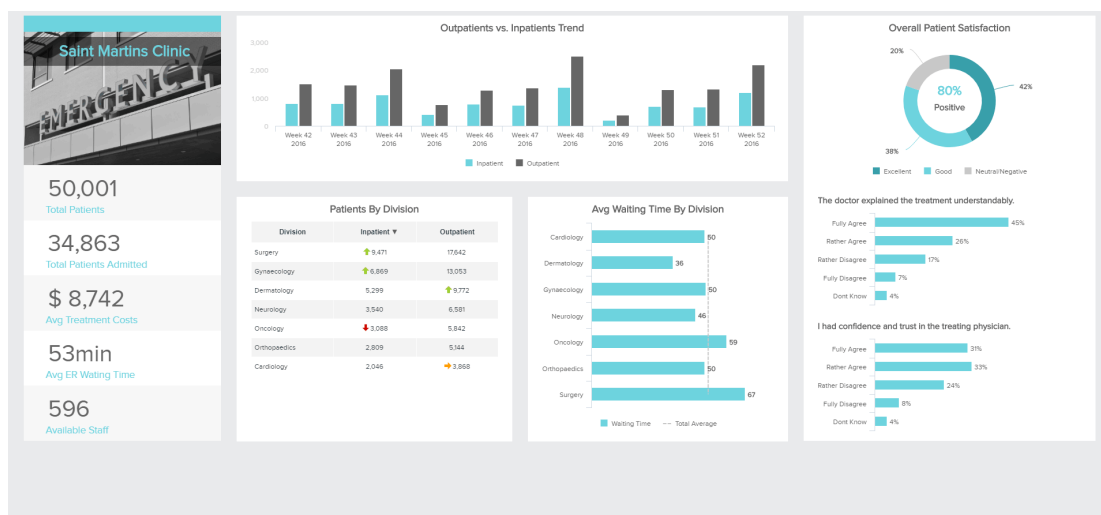 Saint Martins Clinic
EMERGENCY
50,001
Total Patients
34,863
Total Patients Admitted
$ 8,742
Avg Treatment Costs
53min
Avg ER Wating Time
596
Available Staff
Outpatients vs. Inpatients Trend
3,000
2,000
1,000
0
Week 42 Week 43 Week 44 Week 45 Week 46 Week 47 Week 48 Week 49 Week 50 Week 51 Week 52
2016 2016 2016 2016 2016 2016 2016 2016 2016 2016 2016
Inpatient Outpatient
Patients By Division
Division Inpatient ▼ Outpatient
Surgery 9,471 17,642
Gynaecology 6,869 13,053
Dermatology 5,299 9,772
Neurology 3,540 6,581
Oncology 3,088 5,842
Orthopaedics 2,809 5,144
Cardiology 2,046 3,868
Avg Waiting Time By Division
Cardiology 50
Dermatology 36
Gynaecology 50
Neurology 46
Oncology 59
Orthopaedics 50
Surgery 67
Waiting Time Total Average
Overall Patient Satisfaction
20%
42%
80%
Positive
38%
Excellent Good Neutral/Negative
The doctor explained the treatment understandably.
Fully Agree 45%
Rather Agree 26%
Rather Disagree 17%
Fully Disagree 7%
Dont Know 4%
I had confidence and trust in the treating physician.
Fully Agree 31%
Rather Agree 33%
Rather Disagree 24%
Fully Disagree 8%
Dont Know 4%